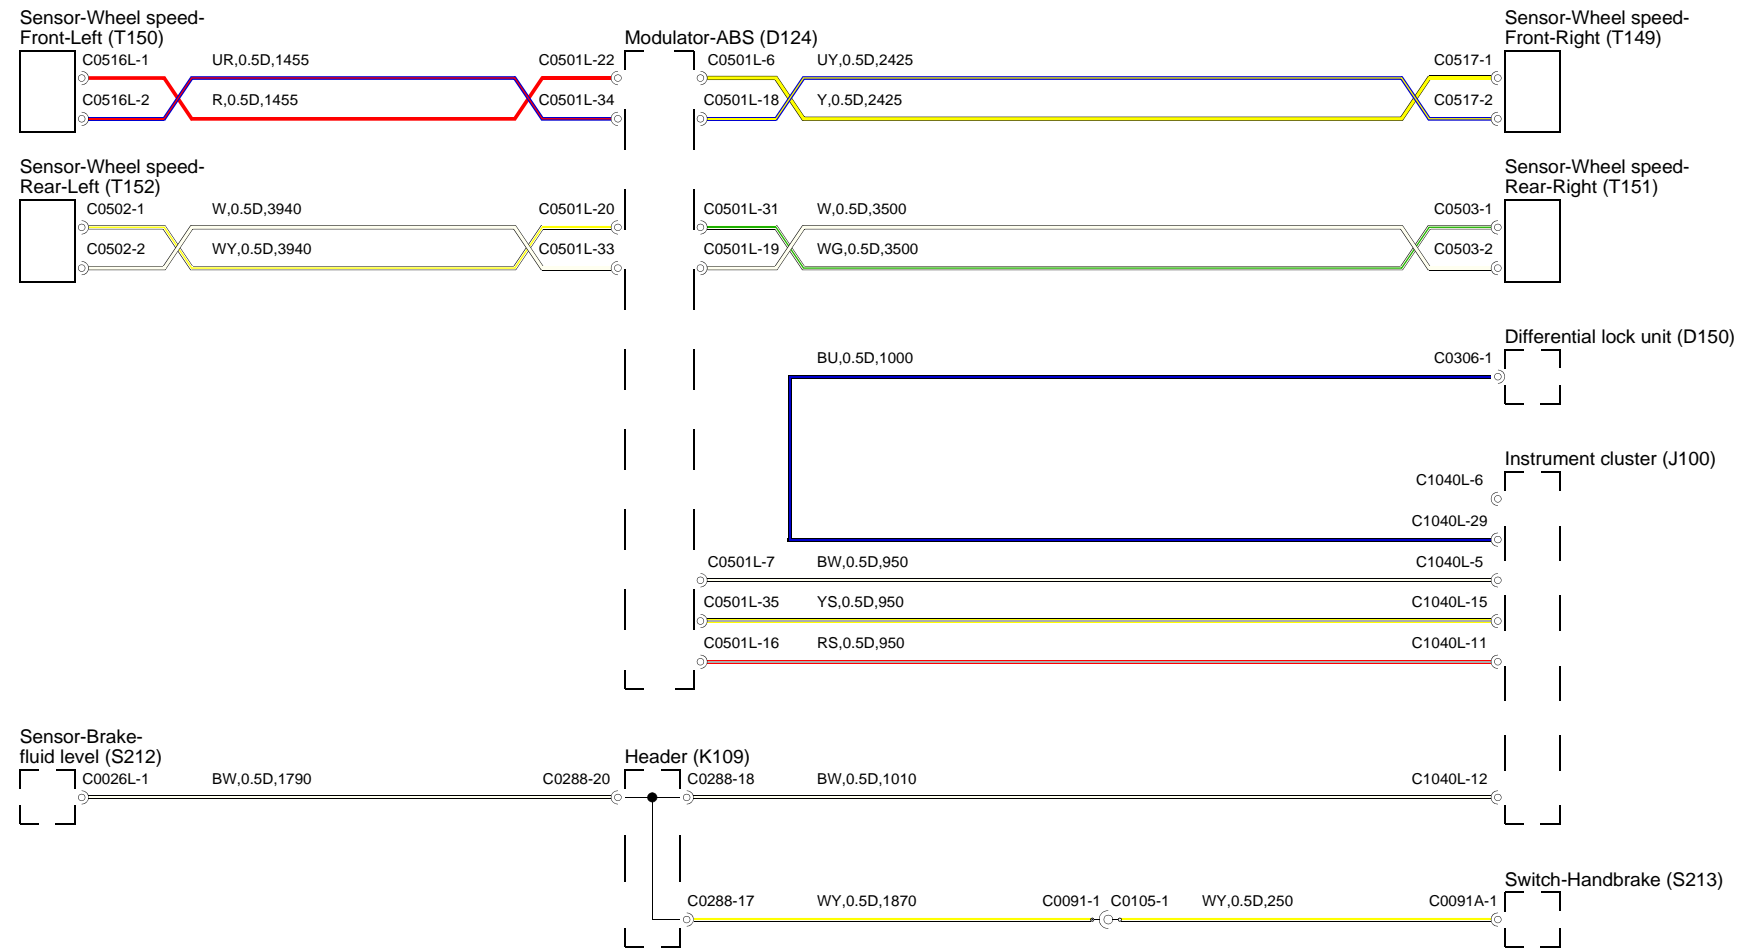 Sensor-Wheel speed-
Front-Left (T150)
C0516L-1 UR,0.5D,1455 C0501L-22
C0516L-2 R,0.5D,1455 C0501L-34
Modulator-ABS (D124)
C0501L-6 UY,0.5D,2425 C0517-1
C0501L-18 Y,0.5D,2425 C0517-2
Sensor-Wheel speed-
Front-Right (T149)
Sensor-Wheel speed-
Rear-Left (T152)
C0502-1 W,0.5D,3940 C0501L-20
C0502-2 WY,0.5D,3940 C0501L-33
C0501L-31 W,0.5D,3500 C0503-1
C0501L-19 WG,0.5D,3500 C0503-2
Sensor-Wheel speed-
Rear-Right (T151)
Differential lock unit (D150)
BU,0.5D,1000 C0306-1
Instrument cluster (J100)
C1040L-6
C1040L-29
C0501L-7 BW,0.5D,950 C1040L-5
C0501L-35 YS,0.5D,950 C1040L-15
C0501L-16 RS,0.5D,950 C1040L-11
Sensor-Brake-
fluid level (S212)
C0026L-1 BW,0.5D,1790 C0288-20
Header (K109)
C0288-18 BW,0.5D,1010 C1040L-12
Switch-Handbrake (S213)
C0288-17 WY,0.5D,1870 C0091-1 C0105-1 WY,0.5D,250 C0091A-1